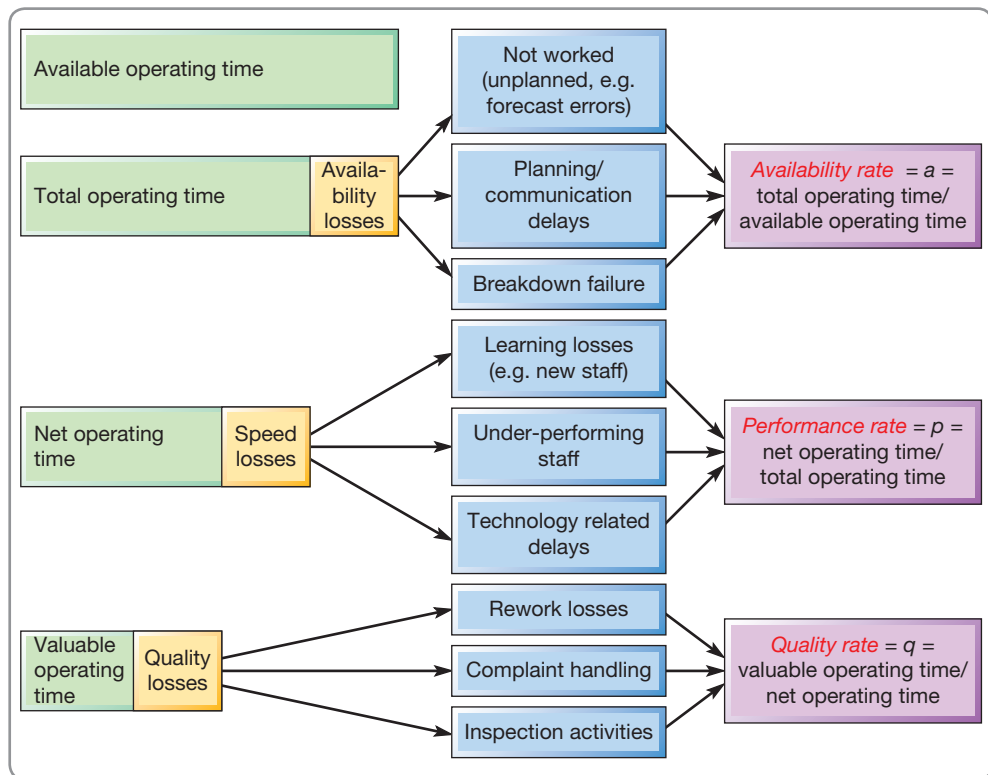 Available operating time
Not worked
(unplanned, e.g.
forecast errors)
Total operating time
Availa-
bility
losses
Planning/
communication
delays
Breakdown failure
Availability rate = a =
total operating time/
available operating time
Net operating
time
Speed
losses
Learning losses
(e.g. new staff)
Under-performing
staff
Technology related
delays
Performance rate = p =
net operating time/
total operating time
Valuable
operating
time
Quality
losses
Rework losses
Complaint handling
Inspection activities
Quality rate = q =
valuable operating time/
net operating time